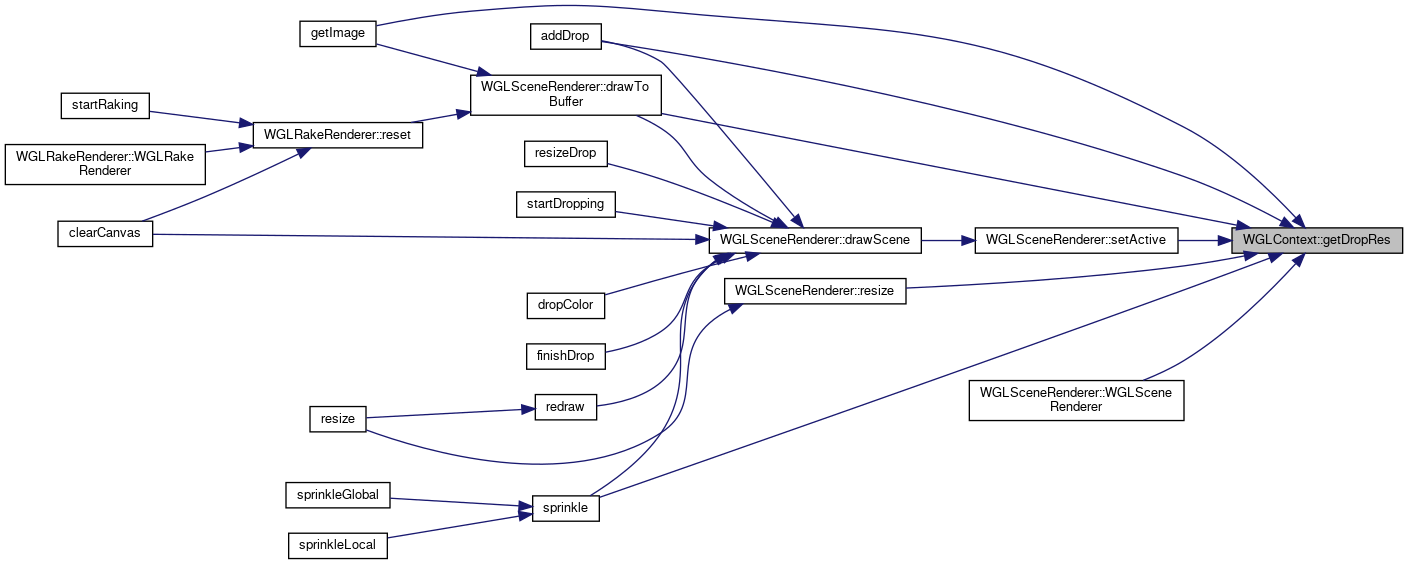 getImage
addDrop
WGLSceneRenderer::drawTo
Buffer
startRaking
WGLRakeRenderer::reset
WGLRakeRenderer::WGLRake
Renderer
resizeDrop
startDropping
clearCanvas
WGLSceneRenderer::drawScene
WGLSceneRenderer::setActive
WGLContext::getDropRes
dropColor
WGLSceneRenderer::resize
finishDrop
WGLSceneRenderer::WGLScene
Renderer
redraw
resize
sprinkleGlobal
sprinkle
sprinkleLocal